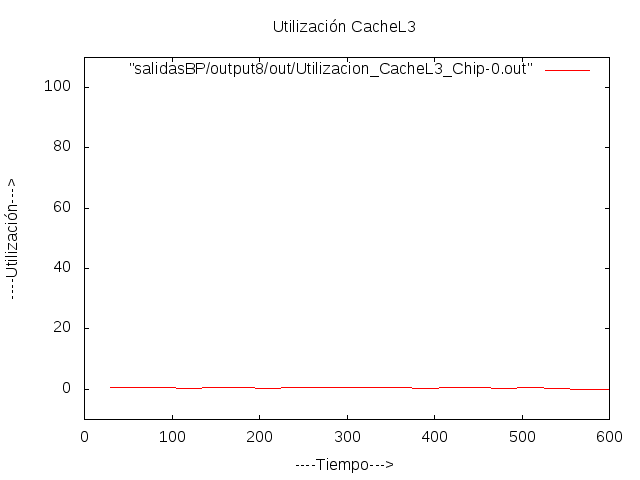 Utilización CacheL3
"salidasBP/output8/out/Utilizacion_CacheL3_Chip-0.out"
100
80
60
40
20
0
----Utilización--->
0 100 200 300 400 500 600
----Tiempo--->